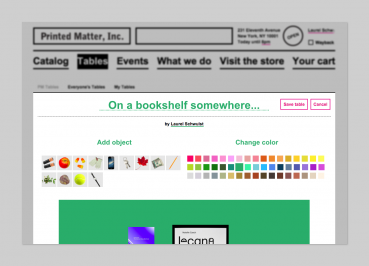 Printed Matter, Inc.
231 Eleventh Avenue
New York, NY 10001
Today until 6pm
OPEN
Laurel Schwulst
Wayback
Catalog Tables Events What we do Visit the store Your cart
Everyone's Tables My Tables
On a bookshelf somewhere...
Save table Cancel
by Laurel Schwulst
Add object Change color